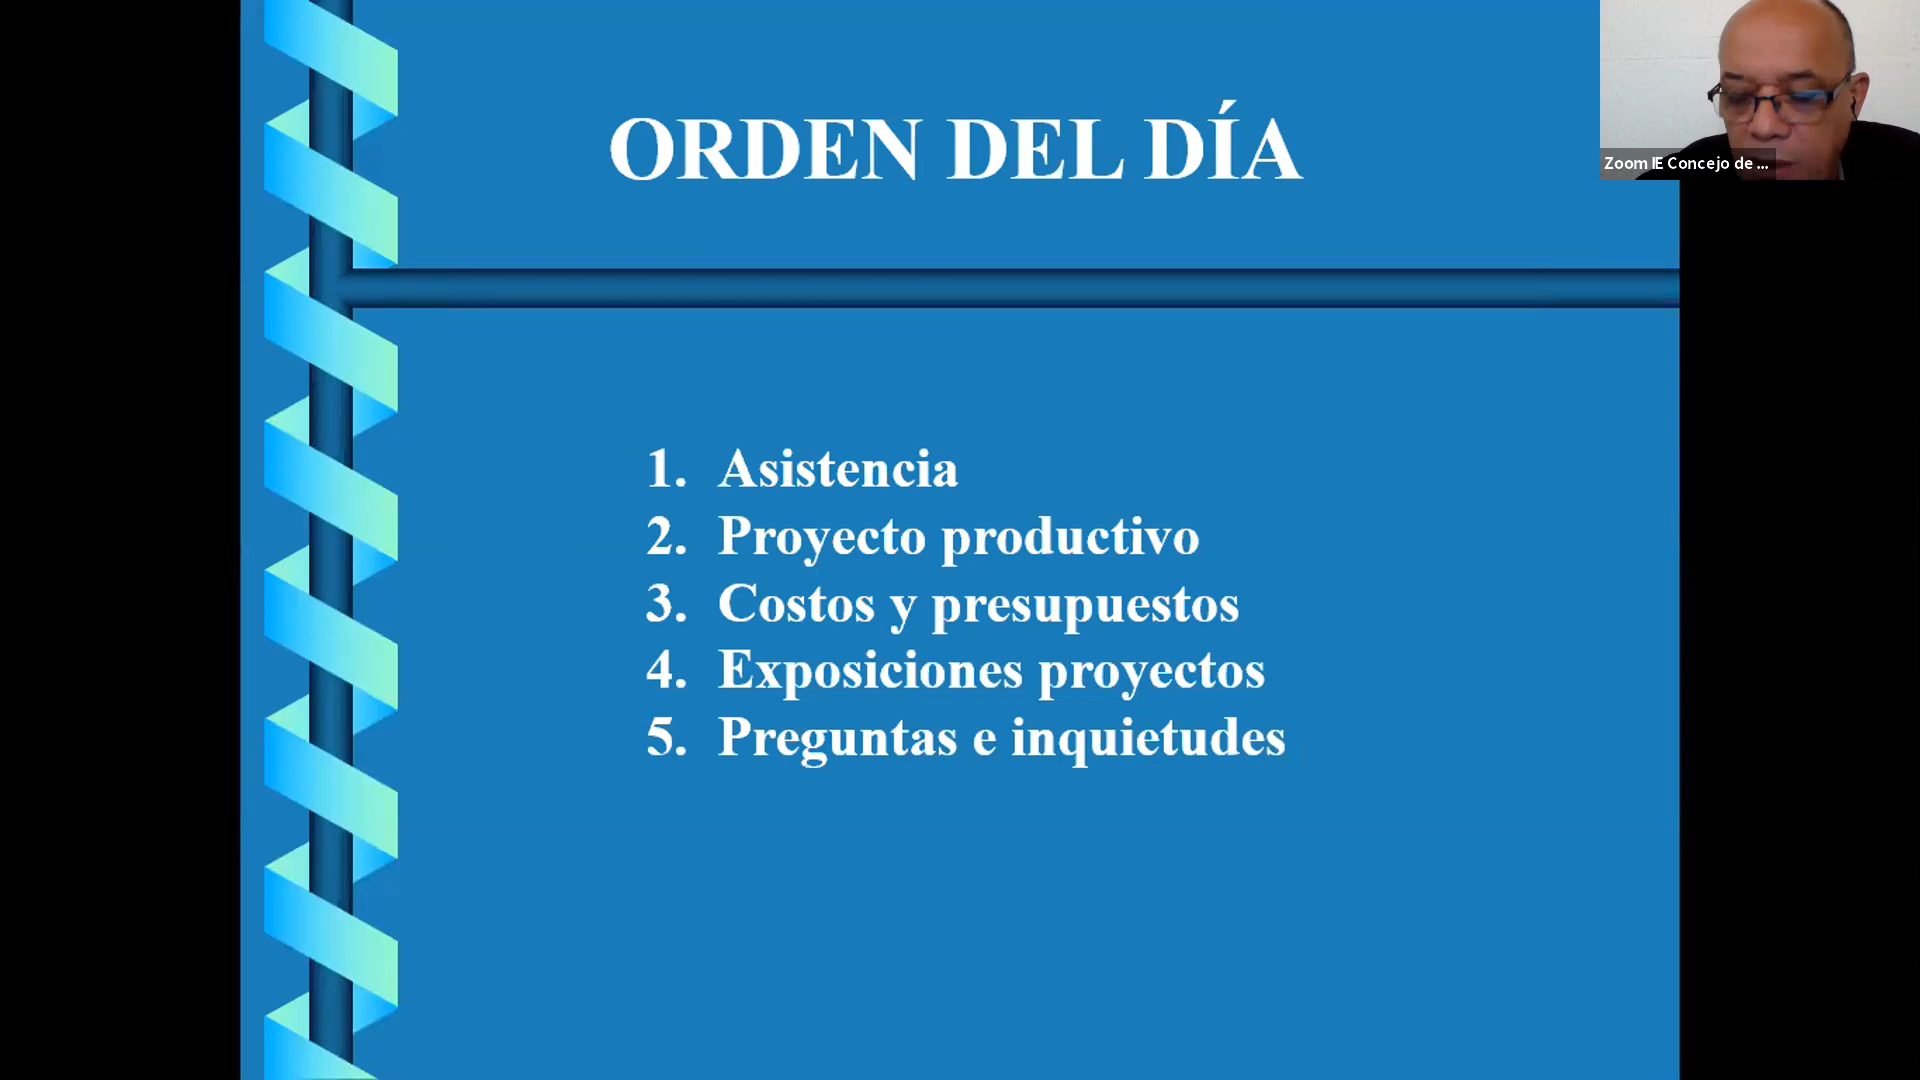 ORDEN DEL DÍA
Zoom IE Concejo de ...
1. Asistencia
2. Proyecto productivo
3. Costos y presupuestos
4. Exposiciones proyectos
5. Preguntas e inquietudes